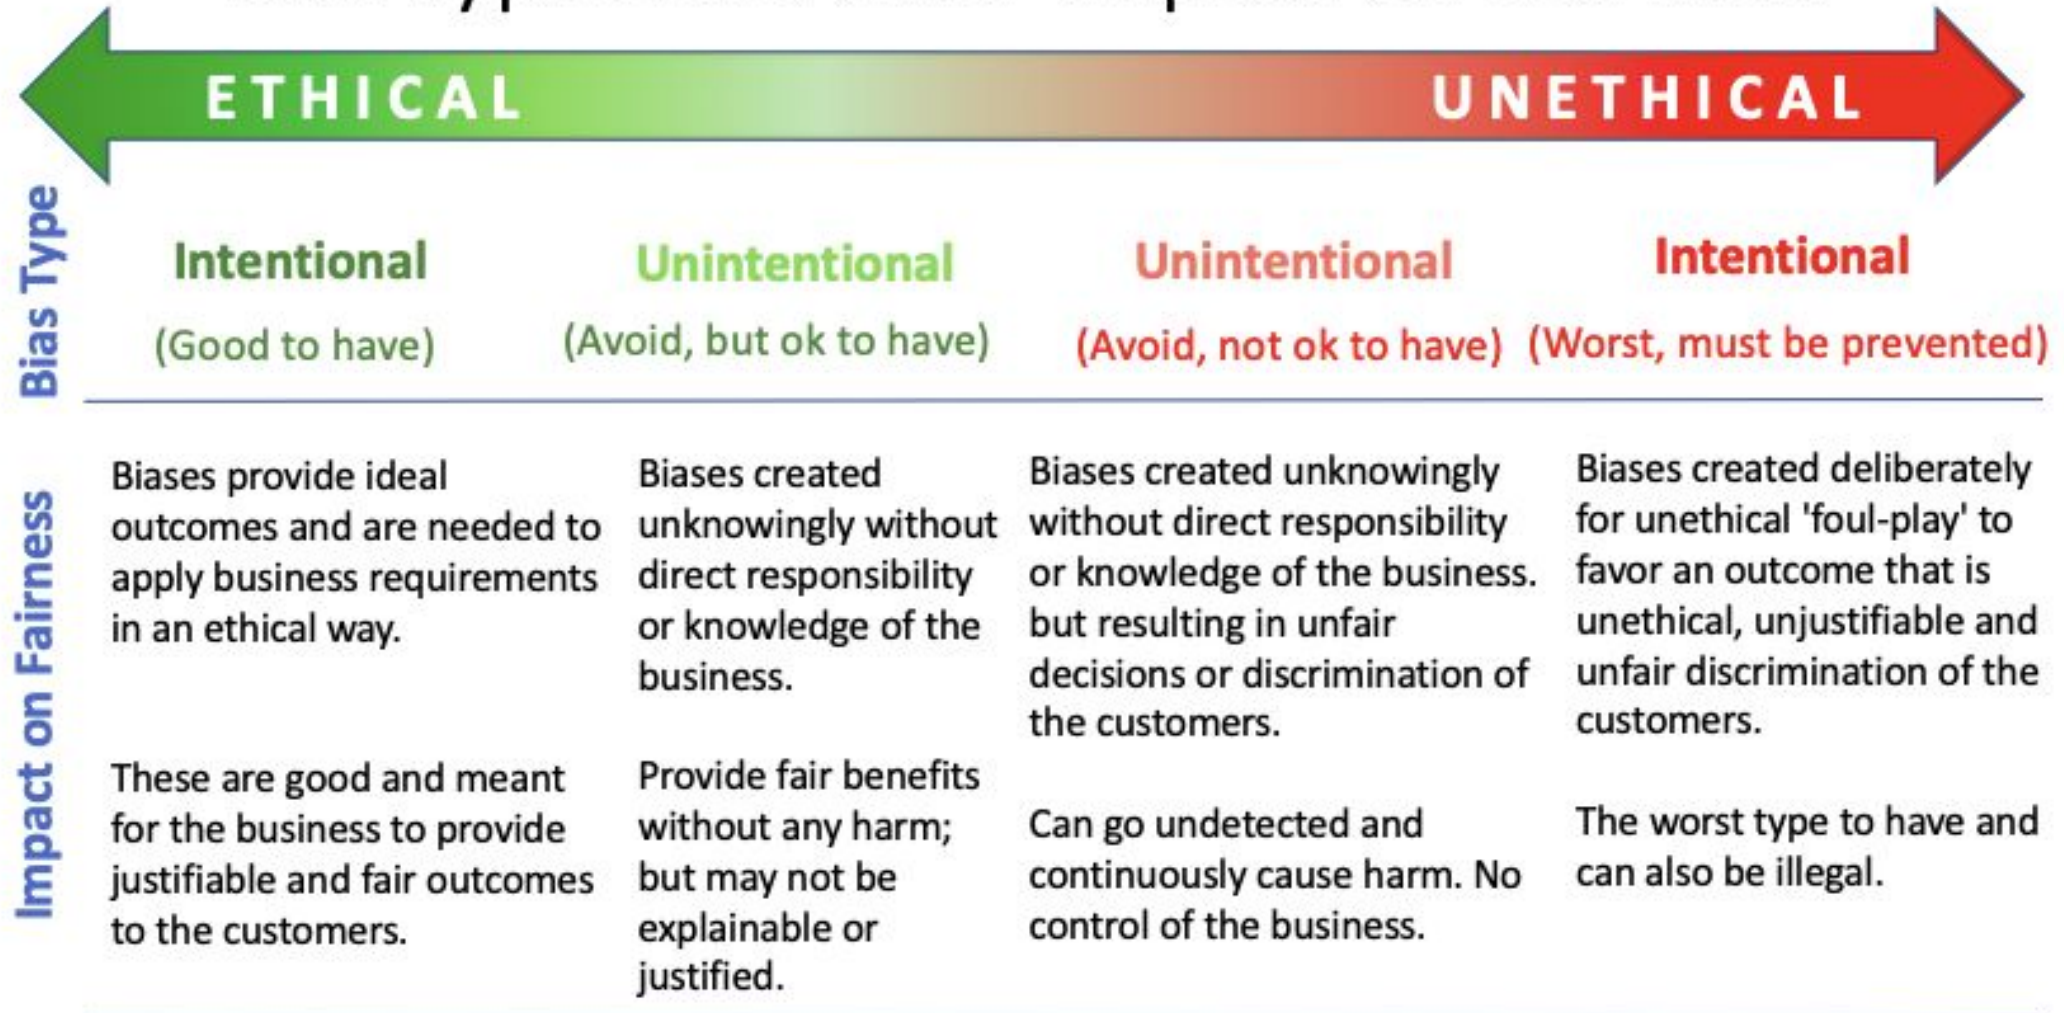 ETHICAL
UNETHICAL
Bias Type
Intentional
(Good to have)
Unintentional
(Avoid, but ok to have)
Unintentional
(Avoid, not ok to have)
Intentional
(Worst, must be prevented)
Impact on Fairness
Biases provide ideal
outcomes and are needed to
apply business requirements
in an ethical way.
These are good and meant
for the business to provide
justifiable and fair outcomes
to the customers.
Biases created
unknowingly without
direct responsibility
or knowledge of the
business.
Provide fair benefits
without any harm;
but may not be
explainable or
justified.
Biases created unknowingly
without direct responsibility
or knowledge of the business.
but resulting in unfair
decisions or discrimination of
the customers.
Can go undetected and
continuously cause harm. No
control of the business.
Biases created deliberately
for unethical 'foul-play' to
favor an outcome that is
unethical, unjustifiable and
unfair discrimination of the
customers.
The worst type to have and
can also be illegal.